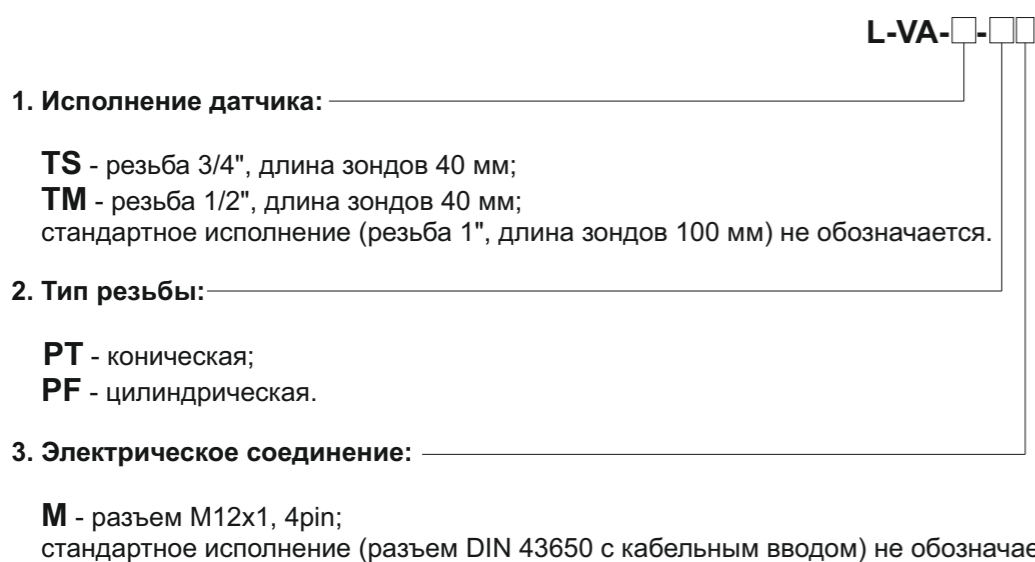 L-VA-□-□□
1. Исполнение датчика:
TS - резьба 3/4", длина зондов 40 мм;
TM - резьба 1/2", длина зондов 40 мм;
стандартное исполнение (резьба 1", длина зондов 100 мм) не обозначается.
2. Тип резьбы:
PT - коническая;
PF - цилиндрическая.
3. Электрическое соединение:
M - разъем M12x1, 4pin;
стандартное исполнение (разъем DIN 43650 с кабельным вводом) не